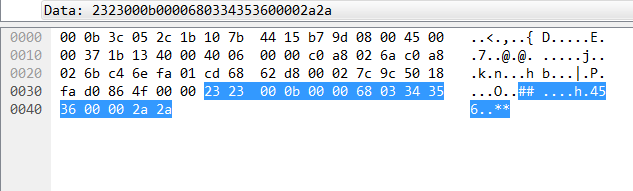 Data: 2323000b0000680334353600002a2a
0000 00 0b 3c 05 2c 1b 10 7b 44 15 b7 9d 08 00 45 00 ..<.,..{ D.....E.
0010 00 37 1b 13 40 00 40 06 00 00 c0 a8 02 6a c0 a8 .7..@.@. .....j..
0020 02 6b c4 6e fa 01 cd 68 62 d8 00 02 7c 9c 50 18 .k.n...h b...|.P.
0030 fa d0 86 4f 00 00 23 23 00 0b 00 00 68 03 34 35 ...O..## ....h.45
0040 36 00 00 2a 2a 6..**